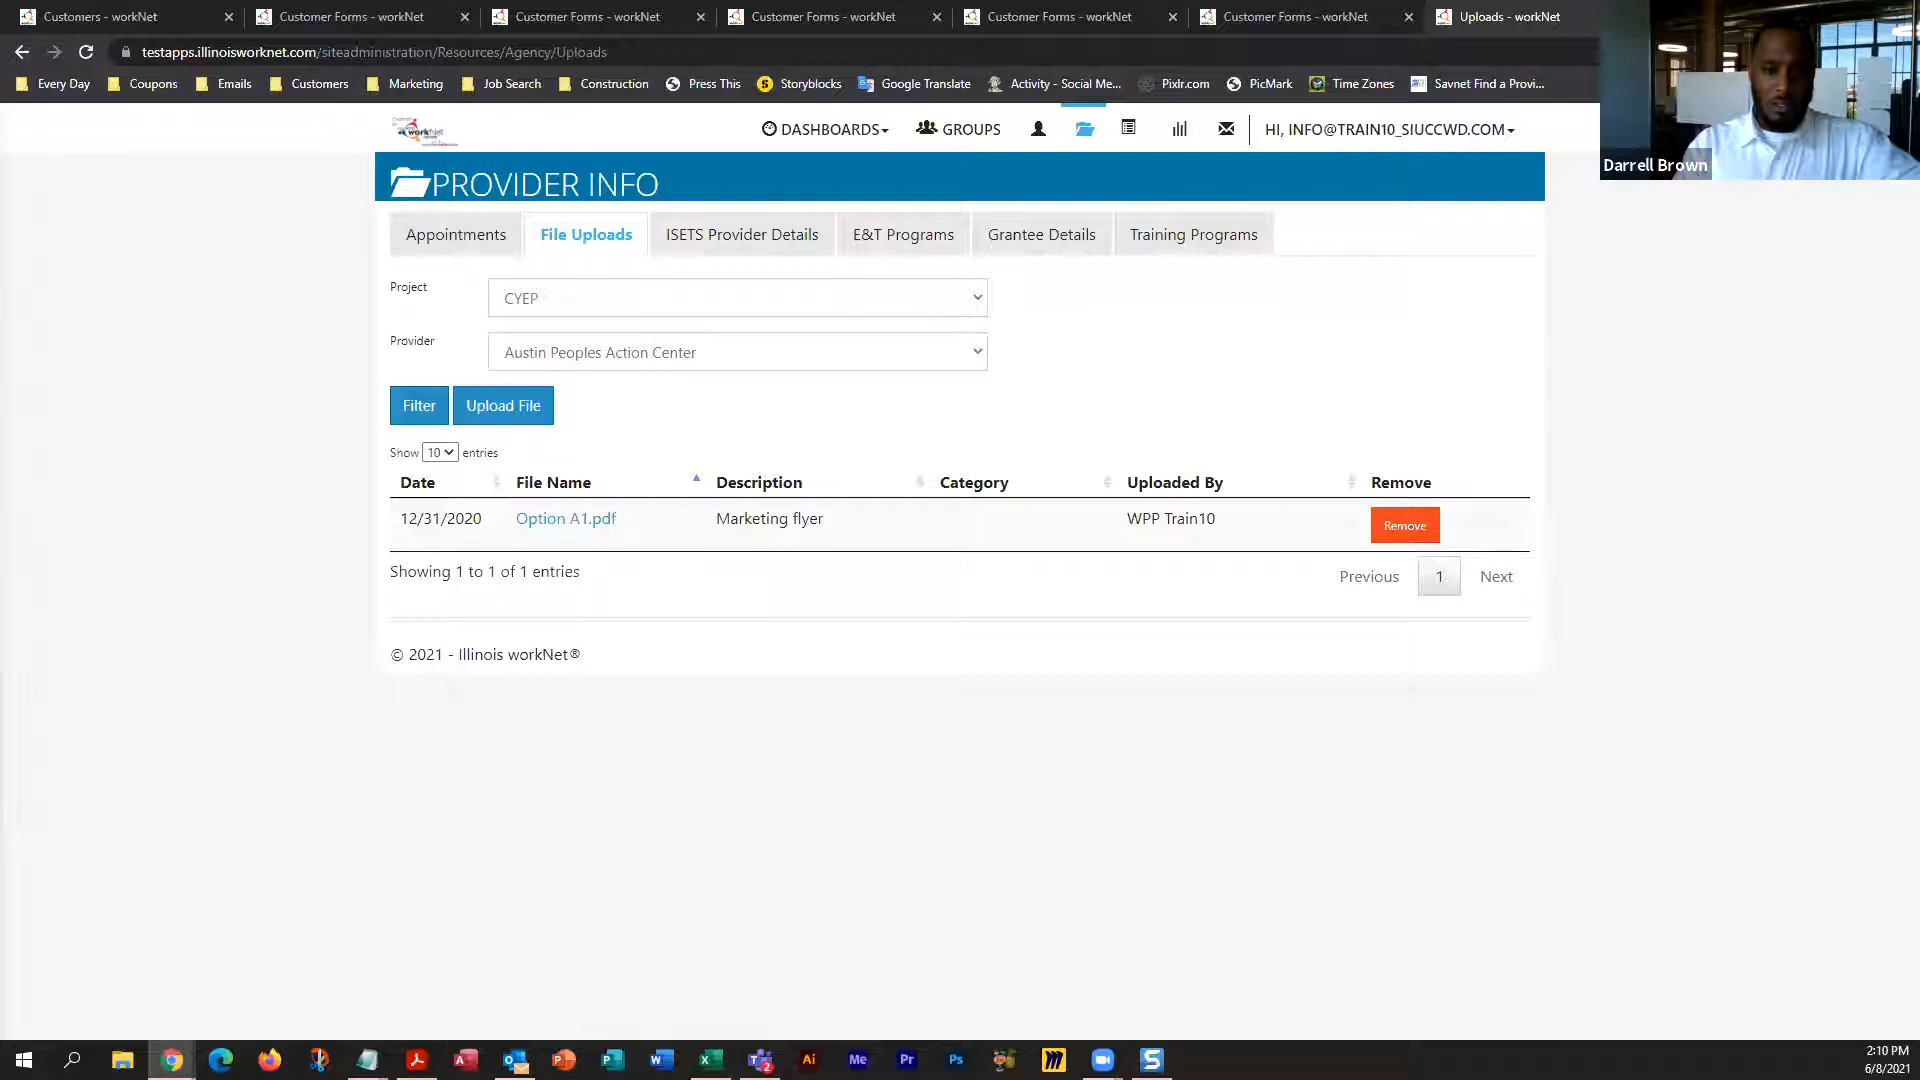 Customers - workNet
Customer Forms - workNet
Customer Forms - workNet
Customer Forms - workNet
Customer Forms - workNet
Customer Forms - workNet
Uploads - workNet
testapps.illinoisworknet.com/siteadministration/Resources/Agency/Uploads
Every Day
Coupons
Emails
Customers
Marketing
Job Search
Construction
Press This
Storyblocks
Google Translate
Activity - Social Me...
Pixlr.com
PicMark
Time Zones
Savnet Find a Provi...
workNet
DASHBOARDS
GROUPS
HI, INFO@TRAIN10_SIUCCWD.COM
Darrell Brown
PROVIDER INFO
Appointments
File Uploads
ISETS Provider Details
E&T Programs
Grantee Details
Training Programs
Project
CYEP
Provider
Austin Peoples Action Center
Filter
Upload File
Show 10 entries
Date File Name Description Category Uploaded By Remove
12/31/2020 Option A1.pdf Marketing flyer WPP Train10 Remove
Showing 1 to 1 of 1 entries
Previous 1 Next
© 2021 - Illinois workNet®
Ai
Me
Pr
Ps
2:10 PM
6/8/2021